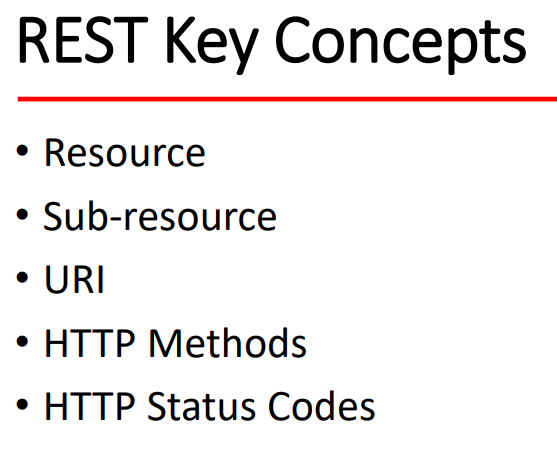 REST Key Concepts
• Resource
• Sub-resource
• URI
• HTTP Methods
• HTTP Status Codes